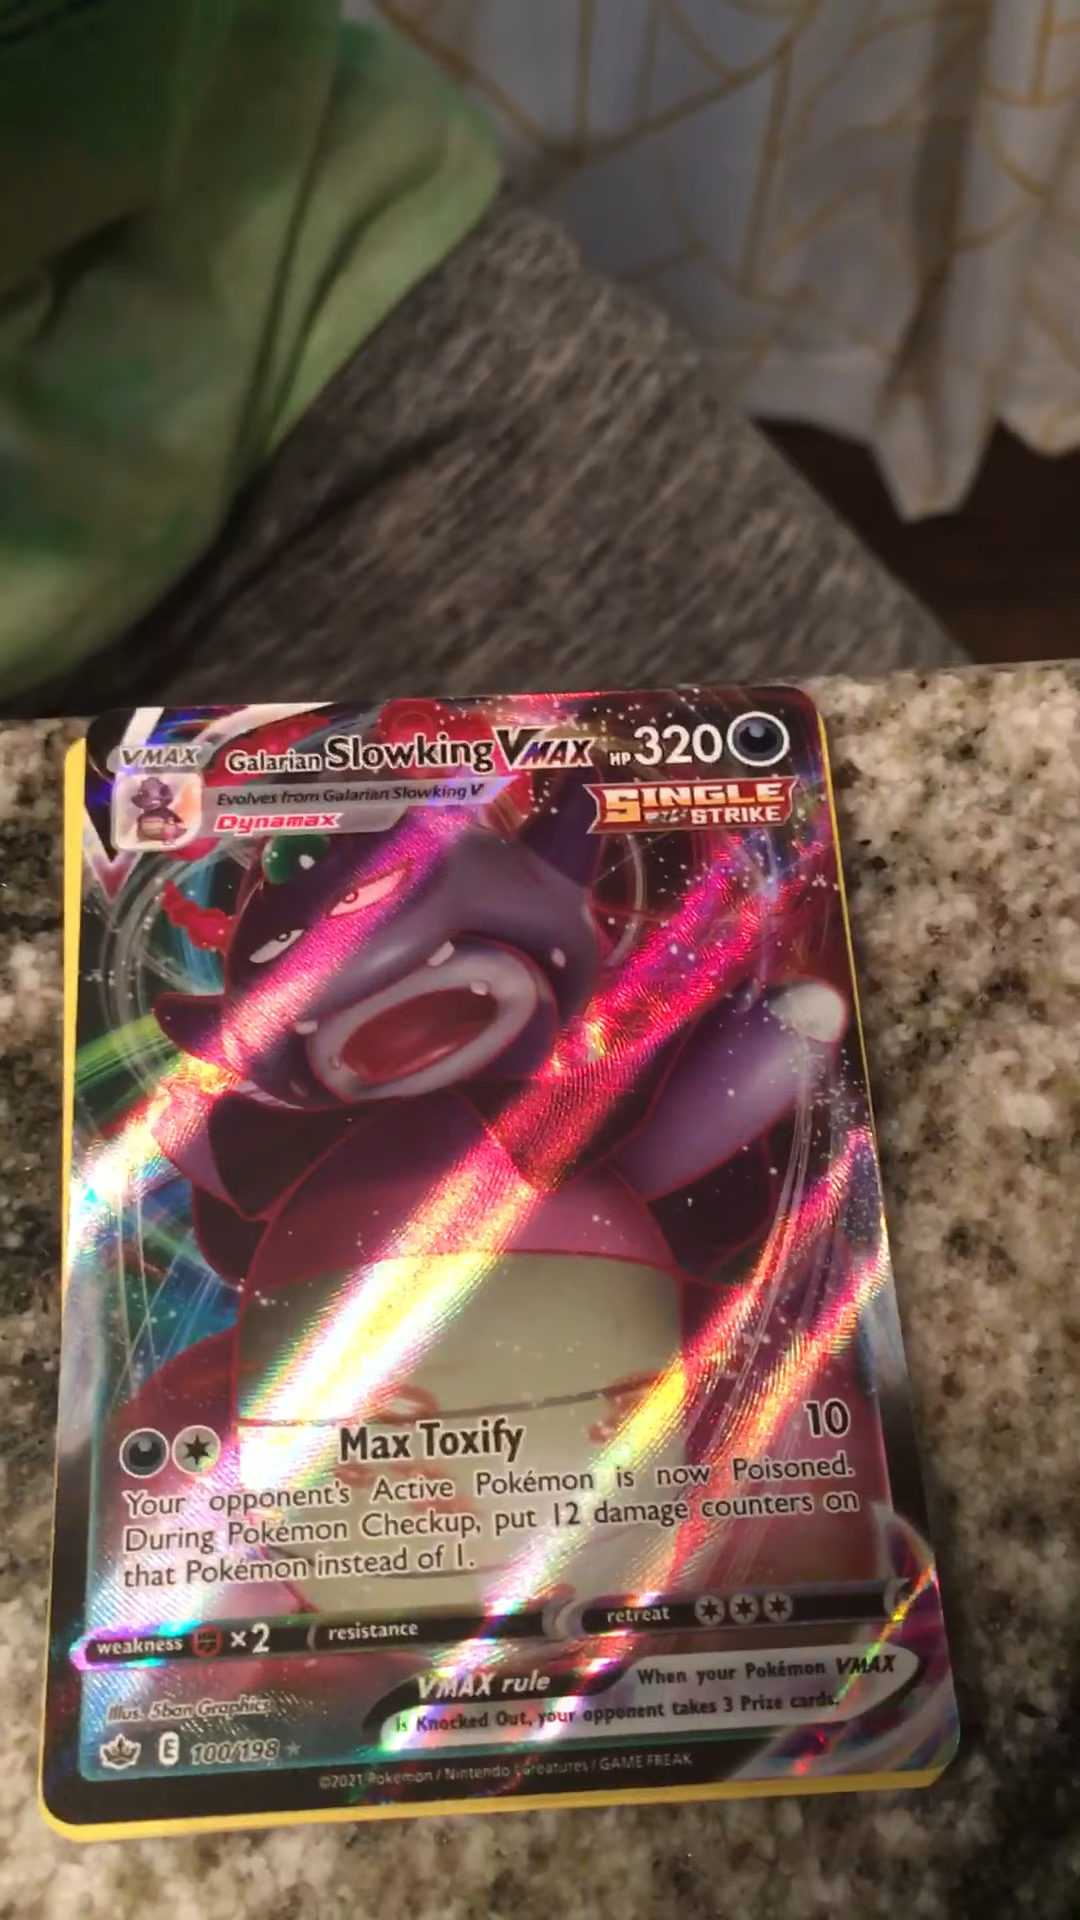 VMAX Galarian Slowking VMAX HP 320
Evolves from Galarian Slowking V
Dynamax
SINGLE STRIKE
Max Toxify 10
Your opponent's Active Pokémon is now Poisoned.
During Pokémon Checkup, put 12 damage counters on
that Pokémon instead of 1.
weakness ×2 resistance retreat
VMAX rule When your Pokémon VMAX
is Knocked Out, your opponent takes 3 Prize cards.
Illus. 5ban Graphics
E 100/198
©2021 Pokémon / Nintendo / Creatures / GAME FREAK